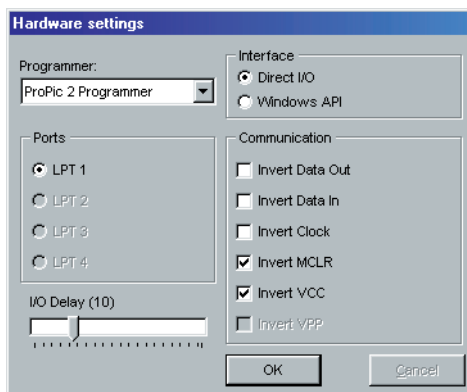 Hardware settings
Programmer:
ProPic 2 Programmer
Interface
Direct I/O
Windows API
Ports
LPT 1
LPT 2
LPT 3
LPT 4
Communication
Invert Data Out
Invert Data In
Invert Clock
Invert MCLR
Invert VCC
Invert VPP
I/O Delay (10)
OK
Cancel